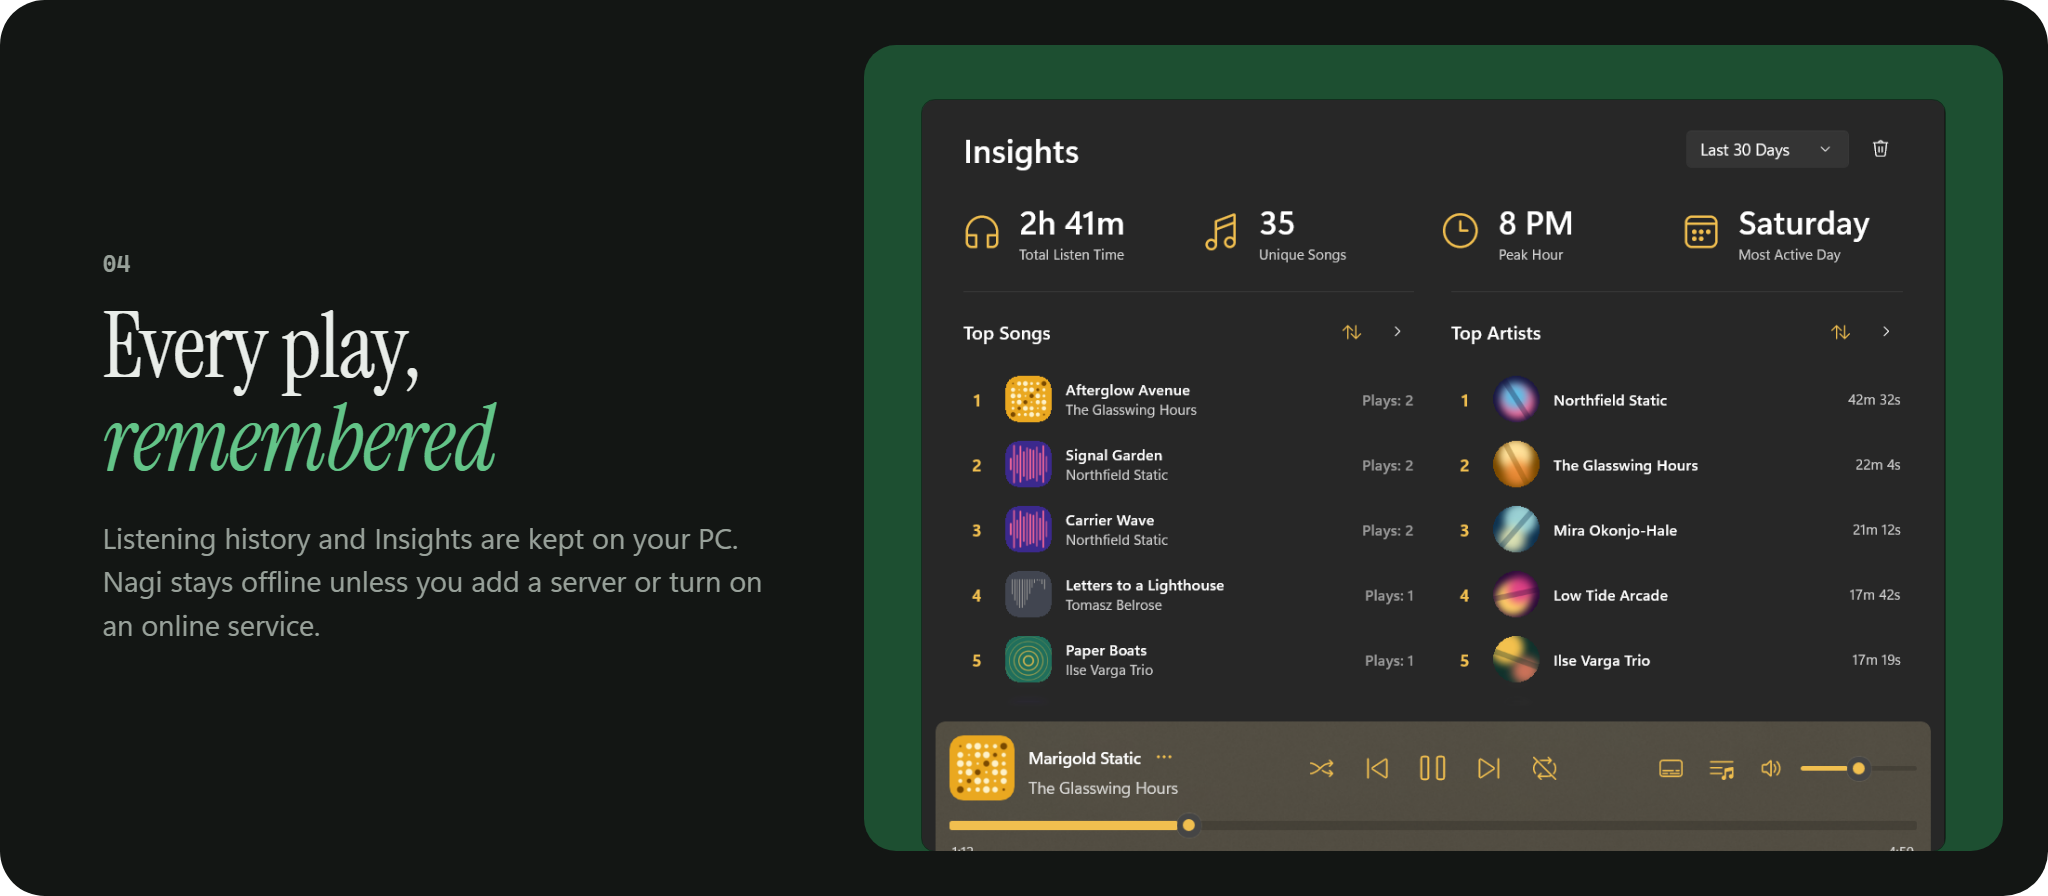 04
Every play,
remembered
Listening history and Insights are kept on your PC.
Nagi stays offline unless you add a server or turn on
an online service.
Insights
Last 30 Days
2h 41m
Total Listen Time
35
Unique Songs
8 PM
Peak Hour
Saturday
Most Active Day
Top Songs
1
Afterglow Avenue
The Glasswing Hours
Plays: 2
2
Signal Garden
Northfield Static
Plays: 2
3
Carrier Wave
Northfield Static
Plays: 2
4
Letters to a Lighthouse
Tomasz Belrose
Plays: 1
5
Paper Boats
Ilse Varga Trio
Plays: 1
Top Artists
1 Northfield Static 42m 32s
2 The Glasswing Hours 22m 4s
3 Mira Okonjo-Hale 21m 12s
4 Low Tide Arcade 17m 42s
5 Ilse Varga Trio 17m 19s
Marigold Static
The Glasswing Hours